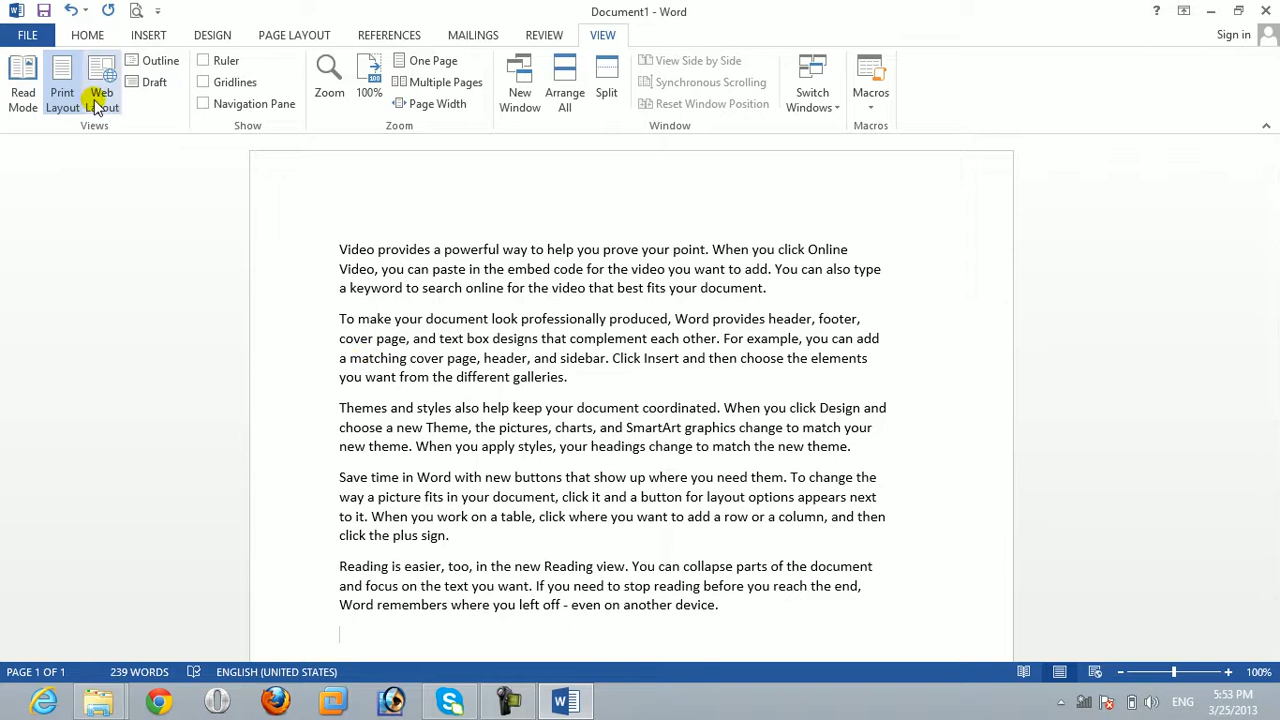 Document1 - Word
?
FILE HOME INSERT DESIGN PAGE LAYOUT REFERENCES MAILINGS REVIEW VIEW Sign in
Read Mode
Print Layout
Web Layout
Outline
Draft
Views
Ruler
Gridlines
Navigation Pane
Show
Zoom
100%
One Page
Multiple Pages
Page Width
Zoom
New Window
Arrange All
Split
View Side by Side
Synchronous Scrolling
Reset Window Position
Window
Switch Windows
Macros
Macros
Video provides a powerful way to help you prove your point. When you click Online
Video, you can paste in the embed code for the video you want to add. You can also type
a keyword to search online for the video that best fits your document.
To make your document look professionally produced, Word provides header, footer,
cover page, and text box designs that complement each other. For example, you can add
a matching cover page, header, and sidebar. Click Insert and then choose the elements
you want from the different galleries.
Themes and styles also help keep your document coordinated. When you click Design and
choose a new Theme, the pictures, charts, and SmartArt graphics change to match your
new theme. When you apply styles, your headings change to match the new theme.
Save time in Word with new buttons that show up where you need them. To change the
way a picture fits in your document, click it and a button for layout options appears next
to it. When you work on a table, click where you want to add a row or a column, and then
click the plus sign.
Reading is easier, too, in the new Reading view. You can collapse parts of the document
and focus on the text you want. If you need to stop reading before you reach the end,
Word remembers where you left off - even on another device.
PAGE 1 OF 1 239 WORDS ENGLISH (UNITED STATES) 100%
ENG
5:53 PM
3/25/2013